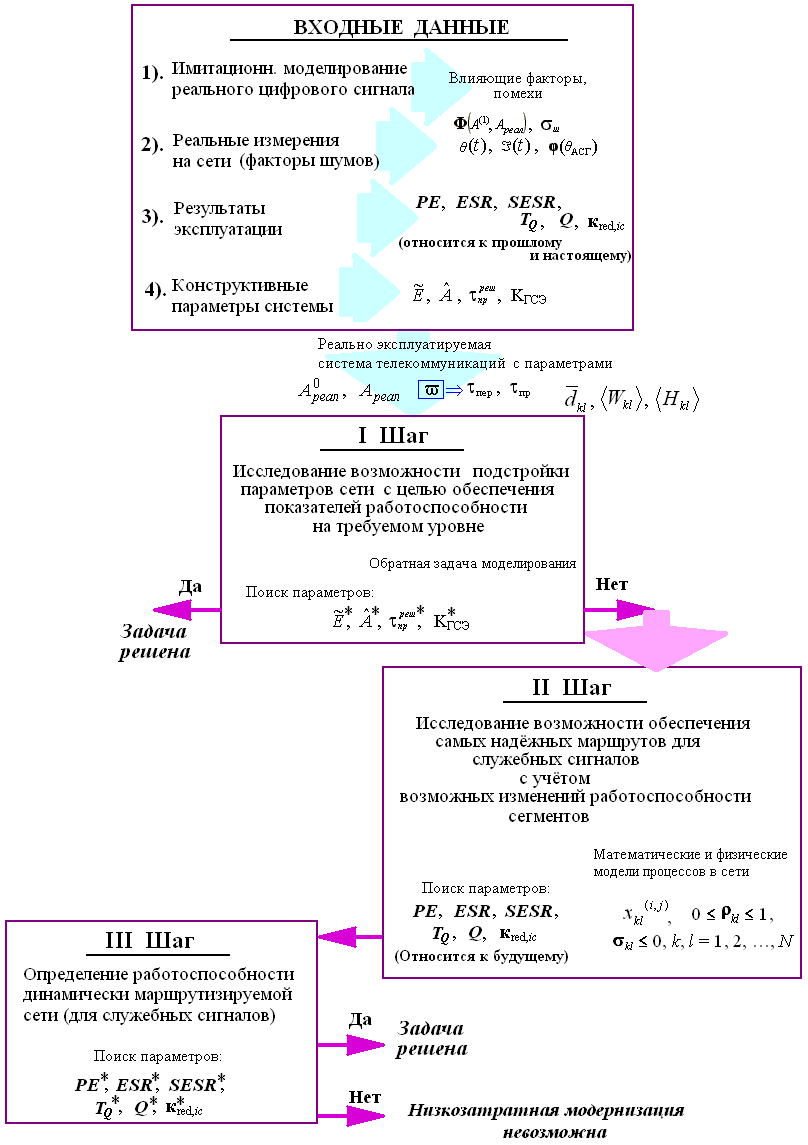 ВХОДНЫЕ ДАННЫЕ
1). Имитационн. моделирование
реального цифрового сигнала
Влияющие факторы,
помехи
Φ(A⁽¹⁾, Aреал), σш
2). Реальные измерения
на сети (факторы шумов)
θ(t), ℑ(t), φ(θАСГ)
3). Результаты
эксплуатации
PE, ESR, SESR,
TQ, Q, кred,ic
(относится к прошлому
и настоящему)
4). Конструктивные
параметры системы
Ẽ, Â, τпрреш, КГСЭ
Реально эксплуатируемая
система телекоммуникаций с параметрами
A⁰реал, Aреал ϖ ⇒ τпер, τпр d̅kl, ⟨Wkl⟩, ⟨Hkl⟩
I Шаг
Исследование возможности подстройки
параметров сети с целью обеспечения
показателей работоспособности
на требуемом уровне
Обратная задача моделирования
Поиск параметров:
Ẽ*, Â*, τпрреш*, К*ГСЭ
Да
Задача
решена
Нет
II Шаг
Исследование возможности обеспечения
самых надёжных маршрутов для
служебных сигналов
с учётом
возможных изменений работоспособности
сегментов
Математические и физические
модели процессов в сети
xkl(i,j), 0 ≤ ρkl ≤ 1,
σkl ≤ 0, k, l = 1, 2, …, N
Поиск параметров:
PE, ESR, SESR,
TQ, Q, кred,ic
(Относится к будущему)
III Шаг
Определение работоспособности
динамически маршрутизируемой
сети (для служебных сигналов)
Поиск параметров:
PE*, ESR*, SESR*,
TQ*, Q*, к*red,ic
Да
Задача
решена
Нет
Низкозатратная модернизация
невозможна